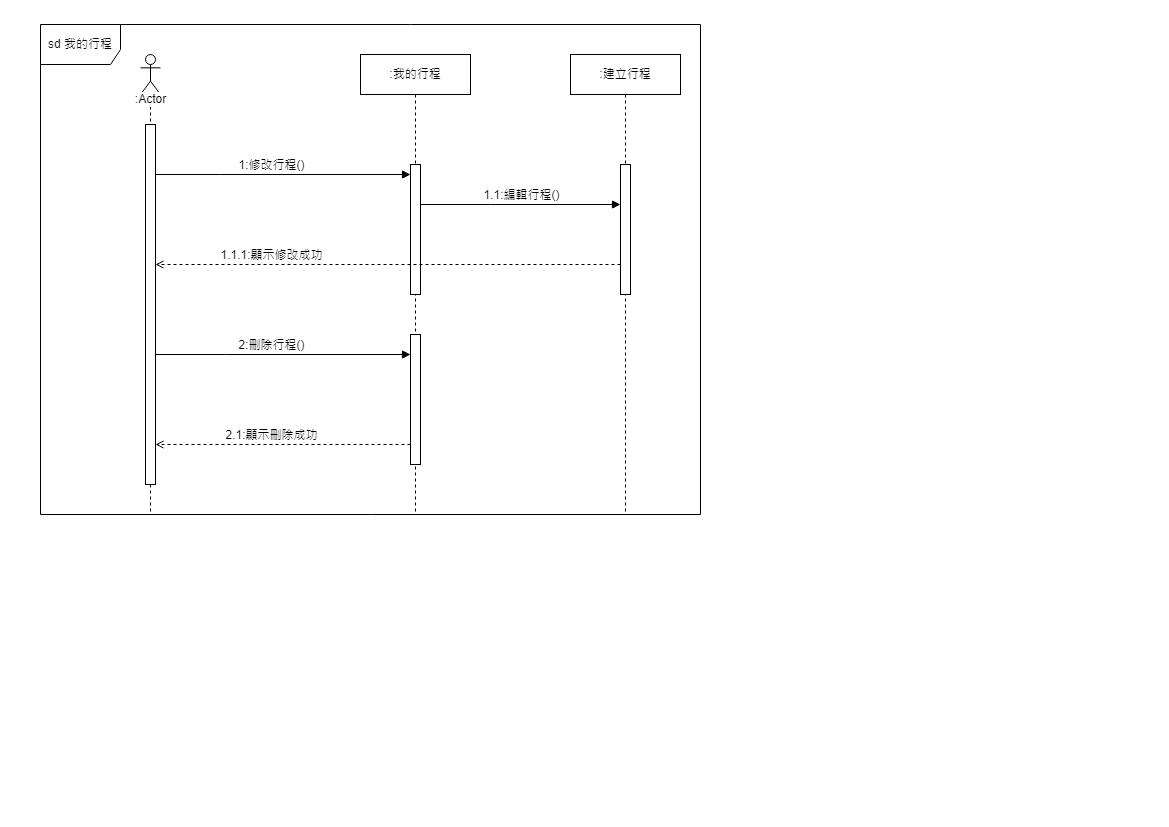 sd 我的行程
:Actor
:我的行程
:建立行程
1:修改行程()
1.1:編輯行程()
1.1.1:顯示修改成功
2:刪除行程()
2.1:顯示刪除成功